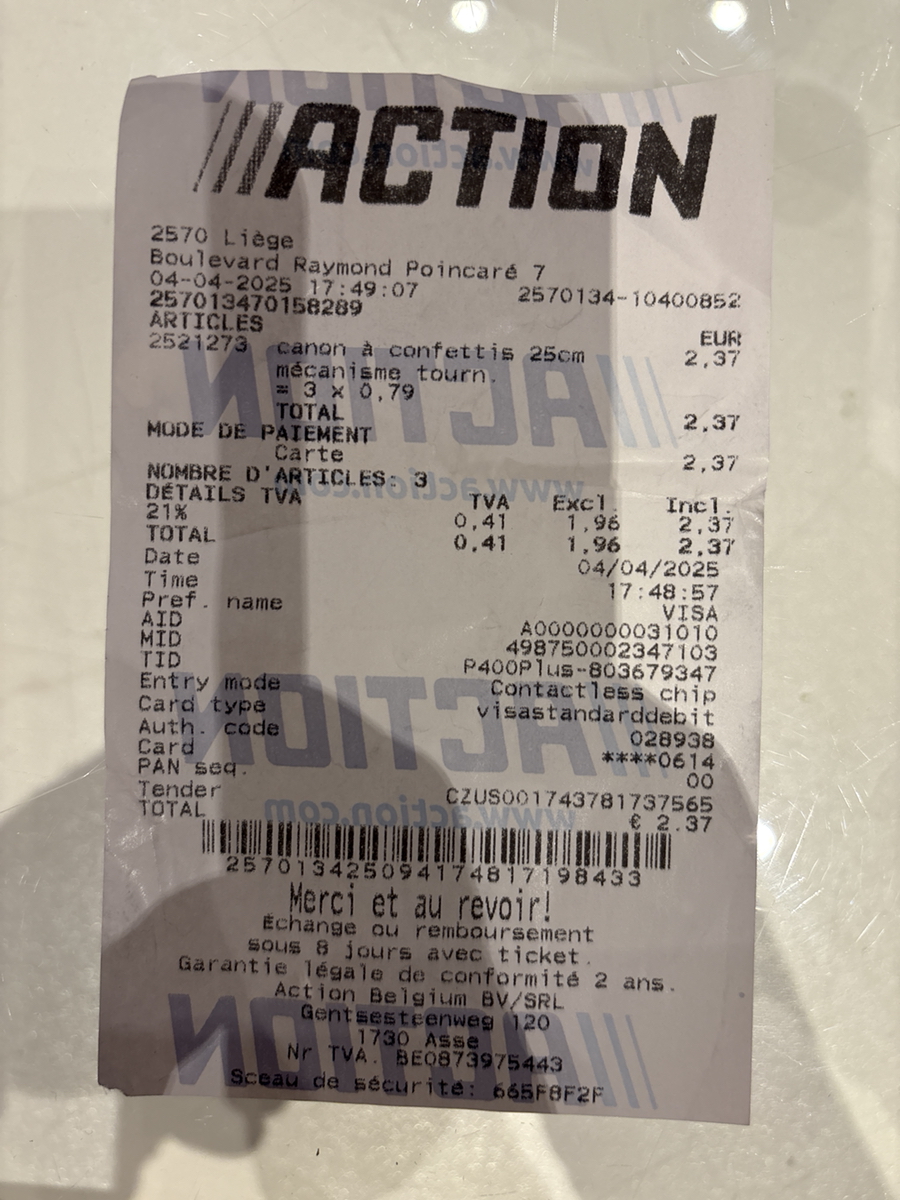 ACTION
2570 Liège
Boulevard Raymond Poincaré 7
04-04-2025 17:49:07 2570134-10400852
257013470158289
ARTICLES EUR
2521273 canon à confettis 25cm 2,37
mécanisme tourn.
= 3 x 0,79
TOTAL 2,37
MODE DE PAIEMENT
Carte 2,37
NOMBRE D'ARTICLES: 3
DÉTAILS TVA TVA Excl. Incl.
21% 0,41 1,96 2,37
TOTAL 0,41 1,96 2,37
Date 04/04/2025
Time 17:48:57
Pref. name VISA
AID A0000000031010
MID 498750002347103
TID P400Plus-803679347
Entry mode Contactless chip
Card type visastandarddebit
Auth. code 028938
Card ****0614
PAN seq. 00
Tender CZUS001743781737565
TOTAL € 2.37
257013425094174817198433
Merci et au revoir!
Échange ou remboursement
sous 8 jours avec ticket.
Garantie légale de conformité 2 ans.
Action Belgium BV/SRL
Gentsesteenweg 120
1730 Asse
Nr TVA. BE0873975443
Sceau de sécurité: 665F8F2F